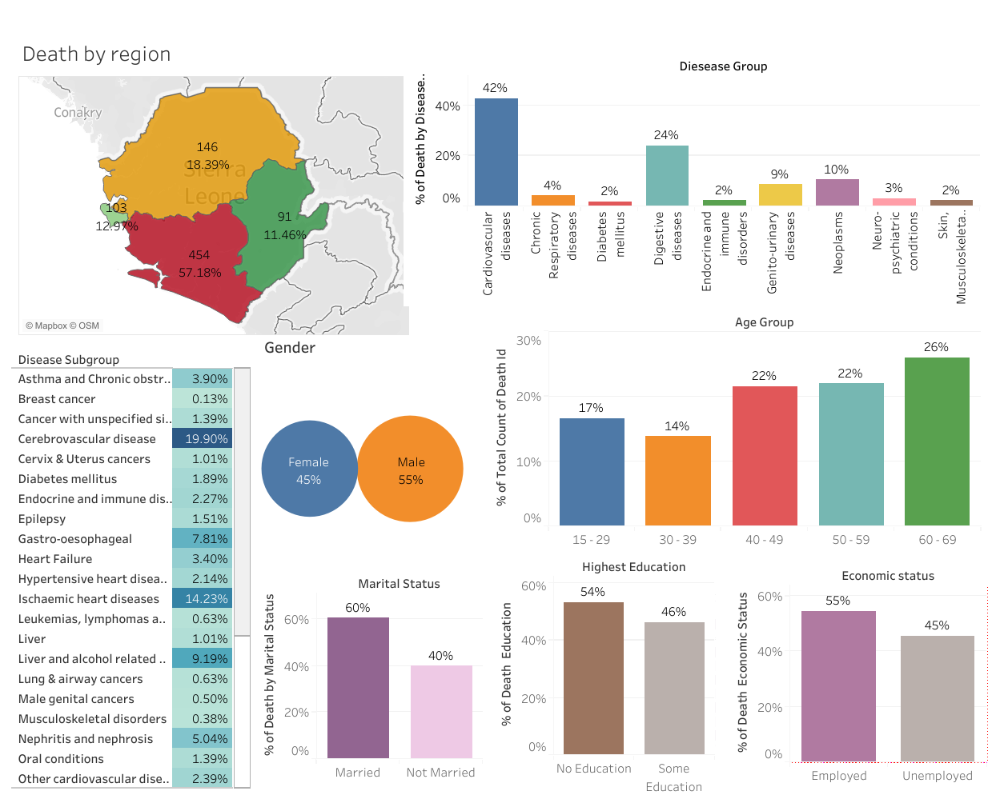 Death by region
Conakry
Sierra
Leone
146
18.39%
103
12.97%
91
11.46%
454
57.18%
© Mapbox © OSM
Diesease Group
% of Death by Disease..
40%
20%
0%
42%
4%
2%
24%
2%
9%
10%
3%
2%
Cardiovascular
diseases
Chronic
Respiratory
diseases
Diabetes
mellitus
Digestive
diseases
Endocrine and
immune
disorders
Genito-urinary
diseases
Neoplasms
Neuro-
psychiatric
conditions
Skin,
Musculoskeleta..
Disease Subgroup
Asthma and Chronic obstr.. 3.90%
Breast cancer 0.13%
Cancer with unspecified si.. 1.39%
Cerebrovascular disease 19.90%
Cervix & Uterus cancers 1.01%
Diabetes mellitus 1.89%
Endocrine and immune dis.. 2.27%
Epilepsy 1.51%
Gastro-oesophageal 7.81%
Heart Failure 3.40%
Hypertensive heart disea.. 2.14%
Ischaemic heart diseases 14.23%
Leukemias, lymphomas a.. 0.63%
Liver 1.01%
Liver and alcohol related .. 9.19%
Lung & airway cancers 0.63%
Male genital cancers 0.50%
Musculoskeletal disorders 0.38%
Nephritis and nephrosis 5.04%
Oral conditions 1.39%
Other cardiovascular dise.. 2.39%
Gender
Female
45%
Male
55%
Age Group
% of Total Count of Death Id
30%
20%
10%
0%
17%
14%
22%
22%
26%
15 - 29
30 - 39
40 - 49
50 - 59
60 - 69
Marital Status
% of Death by Marital Status
60%
40%
20%
0%
60%
40%
Married
Not Married
Highest Education
% of Death Education
60%
40%
20%
0%
54%
46%
No Education
Some
Education
Economic status
% of Death Economic Status
60%
40%
20%
0%
55%
45%
Employed
Unemployed